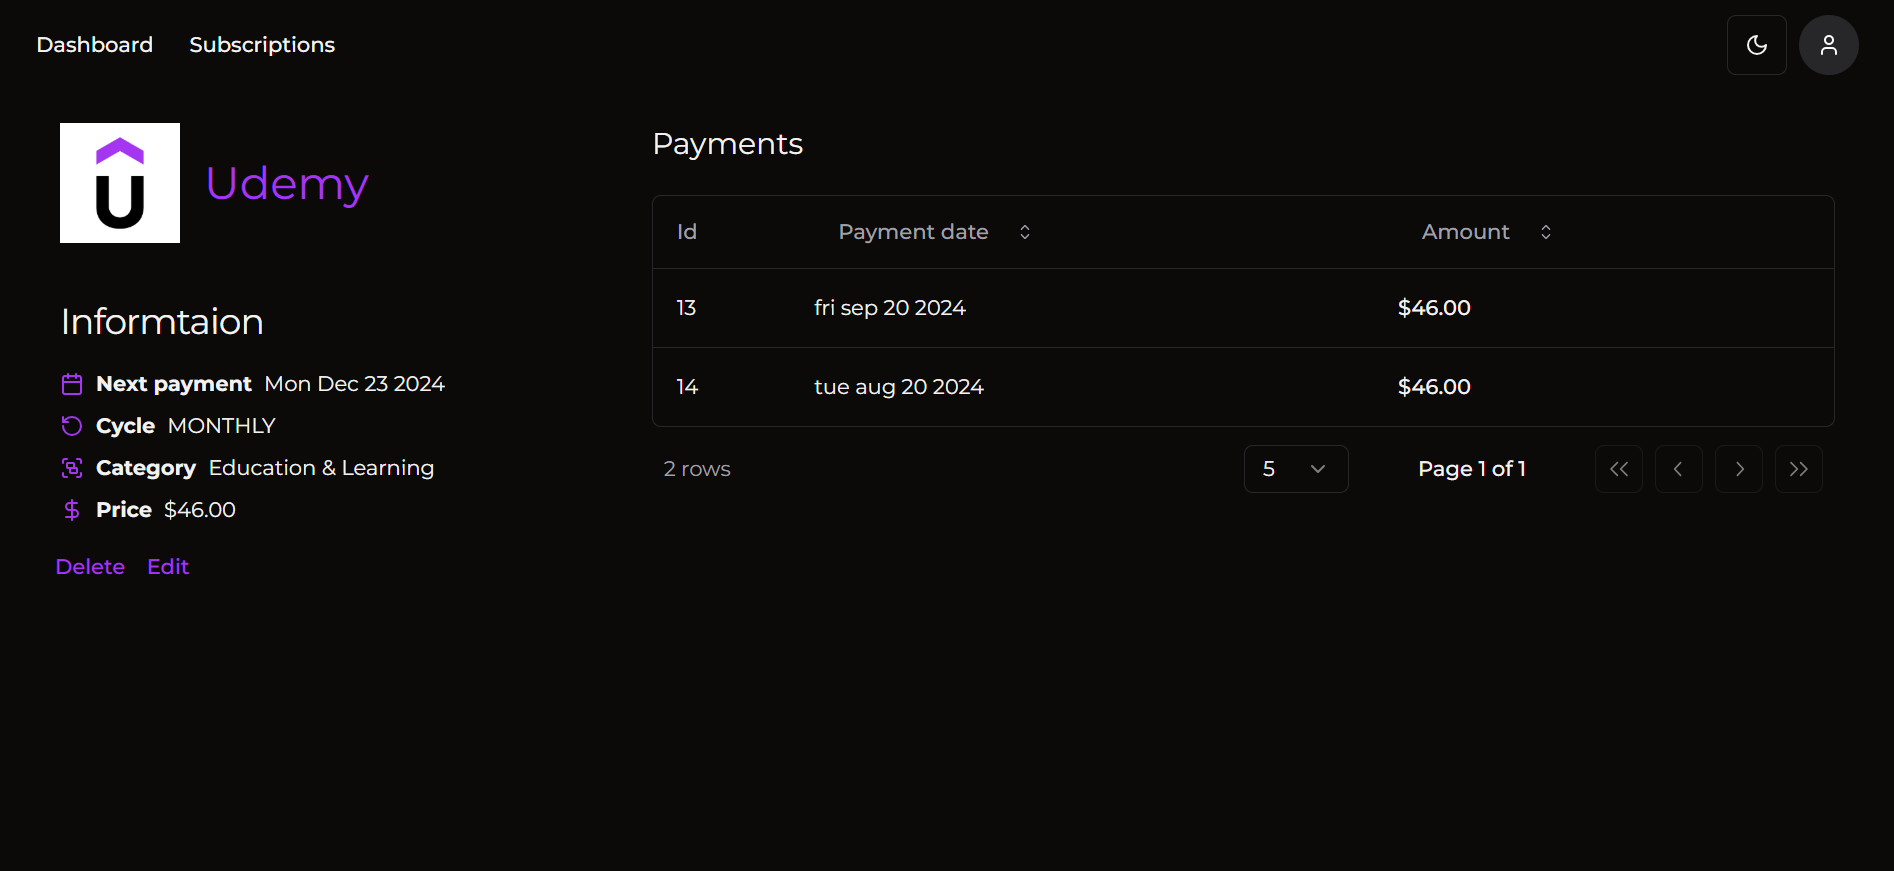 Dashboard Subscriptions
Udemy
Informtaion
Next payment Mon Dec 23 2024
Cycle MONTHLY
Category Education & Learning
Price $46.00
Delete Edit
Payments
Id Payment date Amount
13 fri sep 20 2024 $46.00
14 tue aug 20 2024 $46.00
2 rows 5 Page 1 of 1